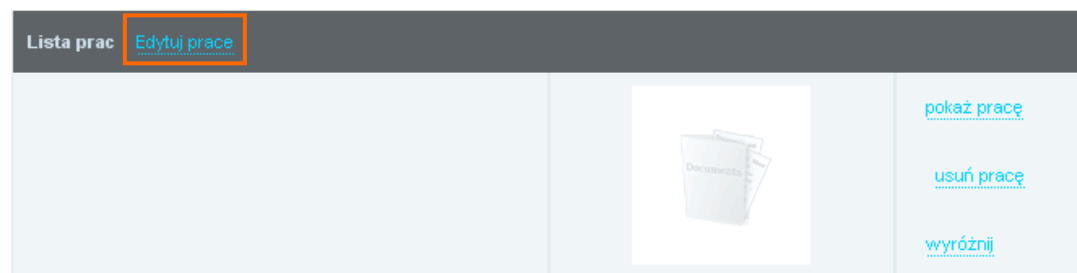 Lista prac Edytuj prace
pokaż pracę
Documents
usuń pracę
wyróżnij